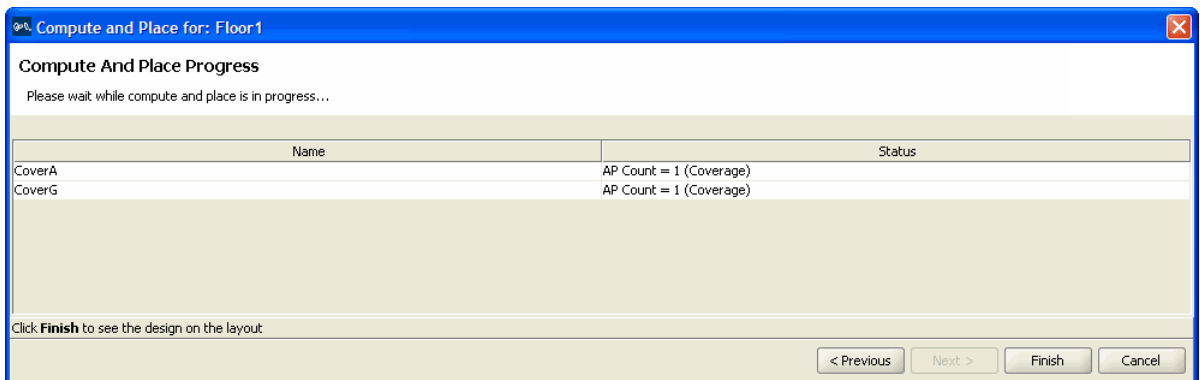 Compute and Place for: Floor1
Compute And Place Progress
Please wait while compute and place is in progress...
Name Status
CoverA AP Count = 1 (Coverage)
CoverG AP Count = 1 (Coverage)
Click Finish to see the design on the layout
< Previous Next > Finish Cancel